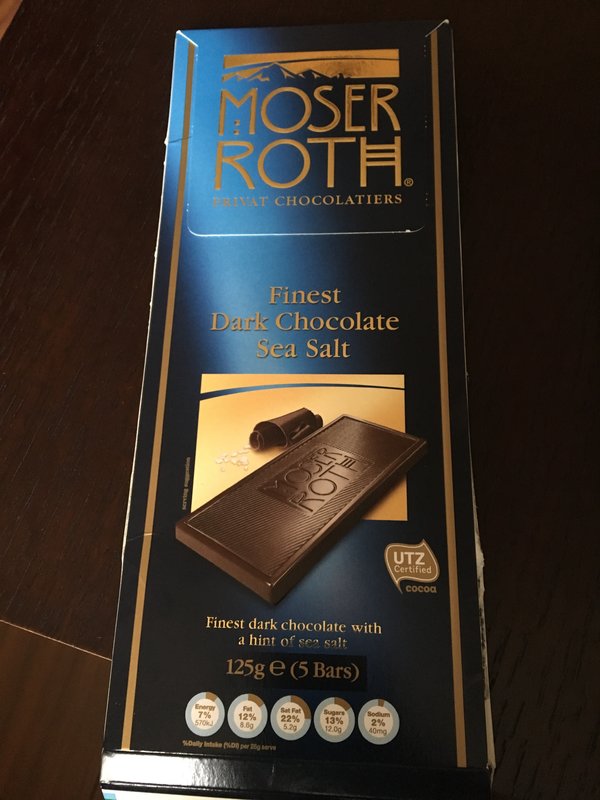 MOSER
ROTH®
PRIVAT CHOCOLATIERS
Finest
Dark Chocolate
Sea Salt
MOSER
ROTH
serving suggestion
UTZ
Certified
cocoa
Finest dark chocolate with
a hint of sea salt
125g e (5 Bars)
Energy
7%
570kJ
Fat
12%
8.6g
Sat Fat
22%
5.2g
Sugars
13%
12.0g
Sodium
2%
40mg
%Daily Intake (%DI) per 25g serve